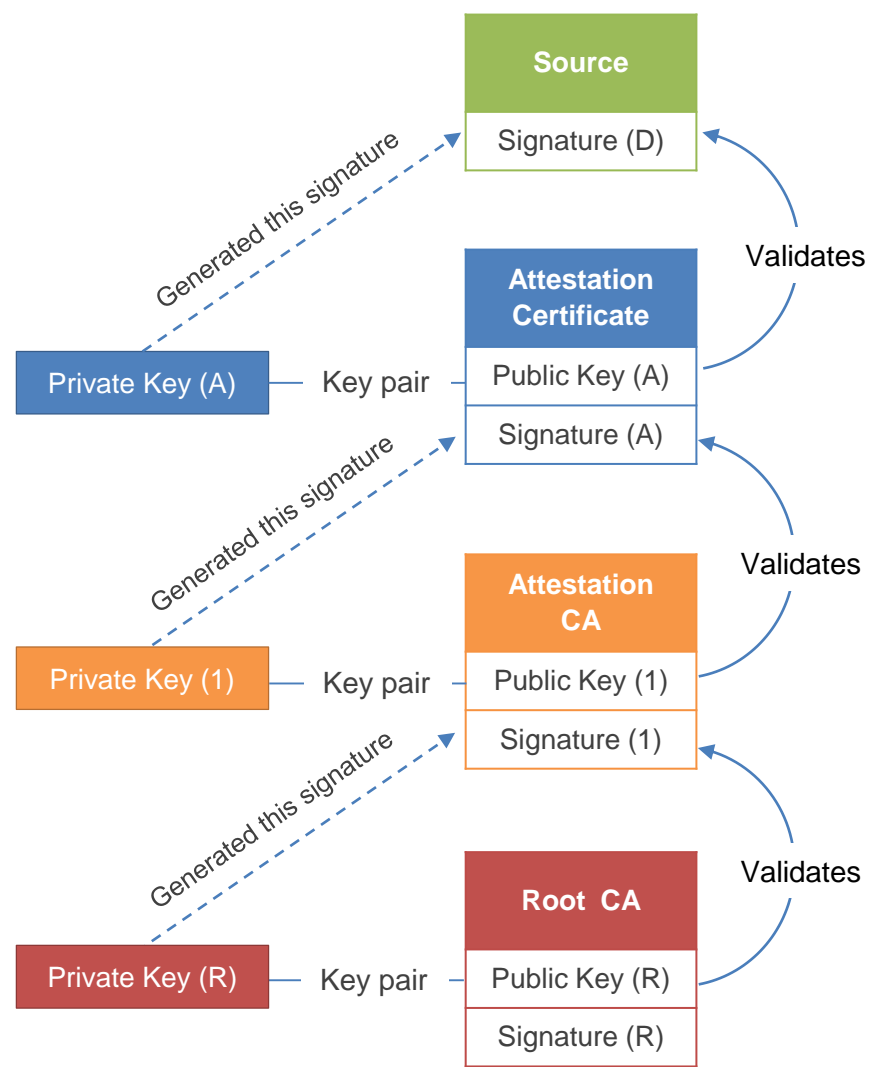 Source
Signature (D)
Generated this signature
Validates
Attestation
Certificate
Private Key (A)
Key pair
Public Key (A)
Signature (A)
Generated this signature
Validates
Attestation
CA
Private Key (1)
Key pair
Public Key (1)
Signature (1)
Generated this signature
Validates
Root CA
Private Key (R)
Key pair
Public Key (R)
Signature (R)